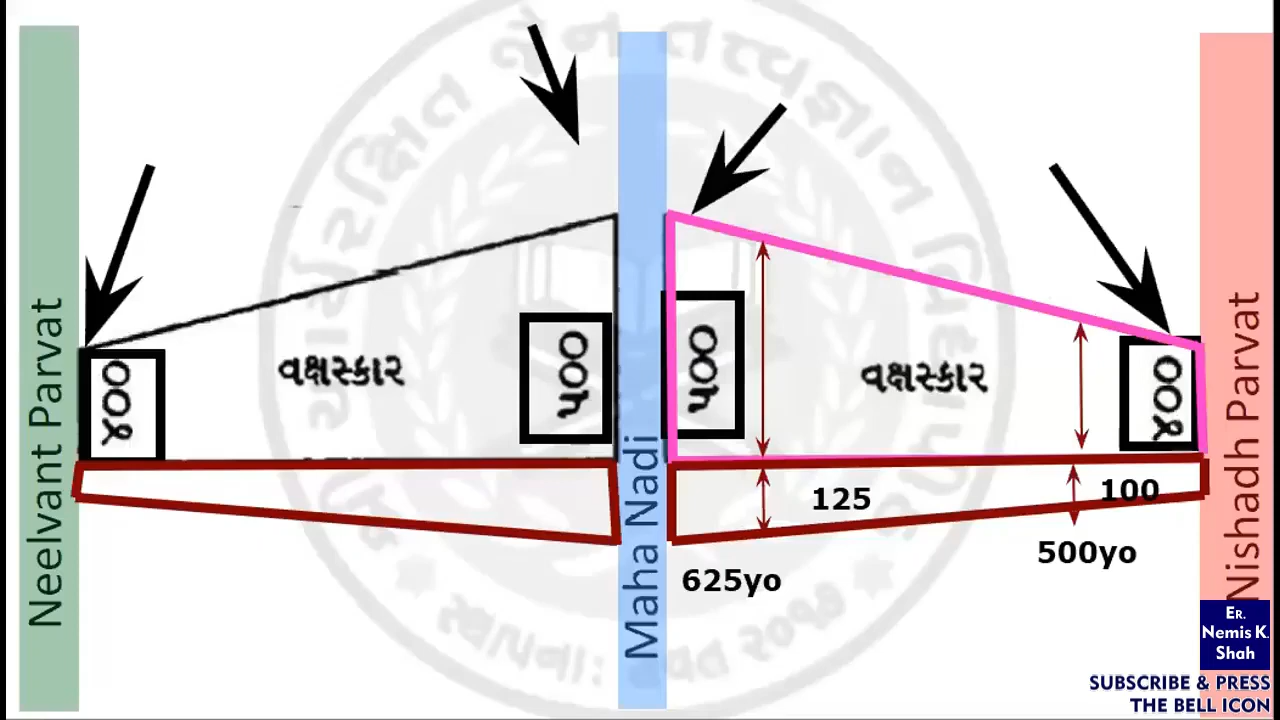 Neelvant Parvat
૪૦૦
વક્ષસ્કાર
૫૦૦
Maha Nadi
૫૦૦
વક્ષસ્કાર
૪૦૦
Nishadh Parvat
125
100
500yo
625yo
ER.
Nemis K.
Shah
SUBSCRIBE & PRESS
THE BELL ICON